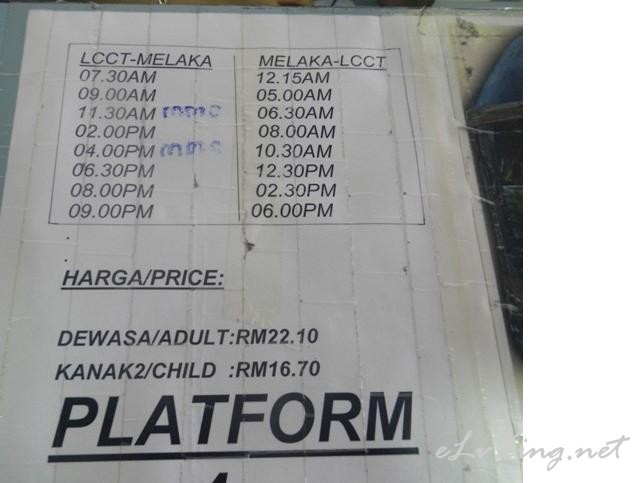 LCCT-MELAKA MELAKA-LCCT
07.30AM 12.15AM
09.00AM 05.00AM
11.30AM mmc 06.30AM
02.00PM 08.00AM
04.00PM mmc 10.30AM
06.30PM 12.30PM
08.00PM 02.30PM
09.00PM 06.00PM
HARGA/PRICE:
DEWASA/ADULT:RM22.10
KANAK2/CHILD :RM16.70
PLATFORM